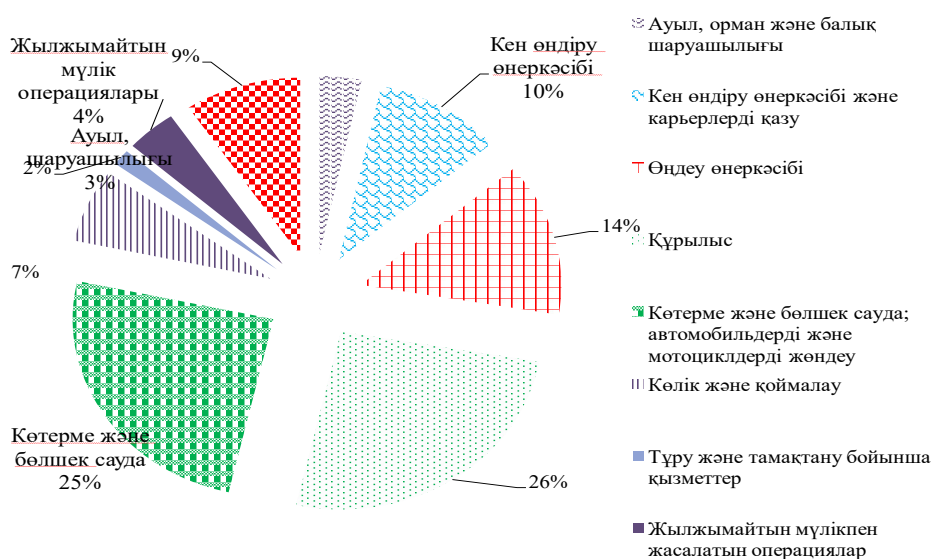 Жылжымайтын
мүлік
операциялары
4%
9%
Ауыл,
шаруашылығы
3%
2%
7%
Көтерме және
бөлшек сауда
25%
Кен өндіру
өнеркәсібі
10%
14%
26%
Ауыл, орман және балық
шаруашылығы
Кен өндіру өнеркәсібі және
карьерлерді қазу
Өңдеу өнеркәсібі
Құрылыс
Көтерме және бөлшек сауда;
автомобильдерді және
мотоциклдерді жөндеу
Көлік және қоймалау
Тұру және тамақтану бойынша
қызметтер
Жылжымайтын мүлікпен
жасалатын операциялар